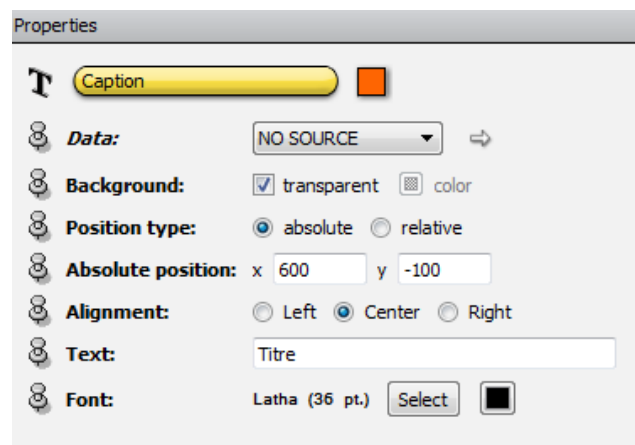 Properties
T Caption
Data: NO SOURCE
Background: transparent color
Position type: absolute relative
Absolute position: x 600 y -100
Alignment: Left Center Right
Text: Titre
Font: Latha (36 pt.) Select